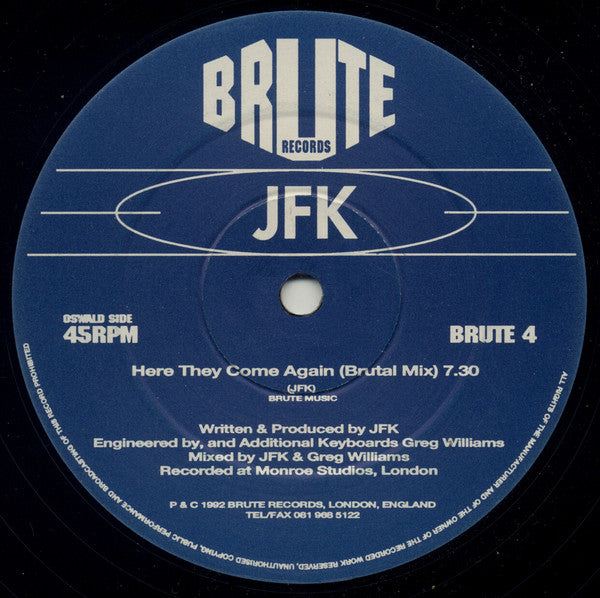 BRUTE
RECORDS
JFK
OSWALD SIDE
45RPM
BRUTE 4
Here They Come Again (Brutal Mix) 7.30
(JFK)
BRUTE MUSIC
Written & Produced by JFK
Engineered by, and Additional Keyboards Greg Williams
Mixed by JFK & Greg Williams
Recorded at Monroe Studios, London
P & C 1992 BRUTE RECORDS, LONDON, ENGLAND
TEL/FAX 081 968 5122
ALL RIGHTS OF THE MANUFACTURER AND OF THE OWNER OF THE RECORDED WORK RESERVED, UNAUTHORISED COPYING, PUBLIC PERFORMANCE AND BROADCASTING OF THIS RECORD PROHIBITED